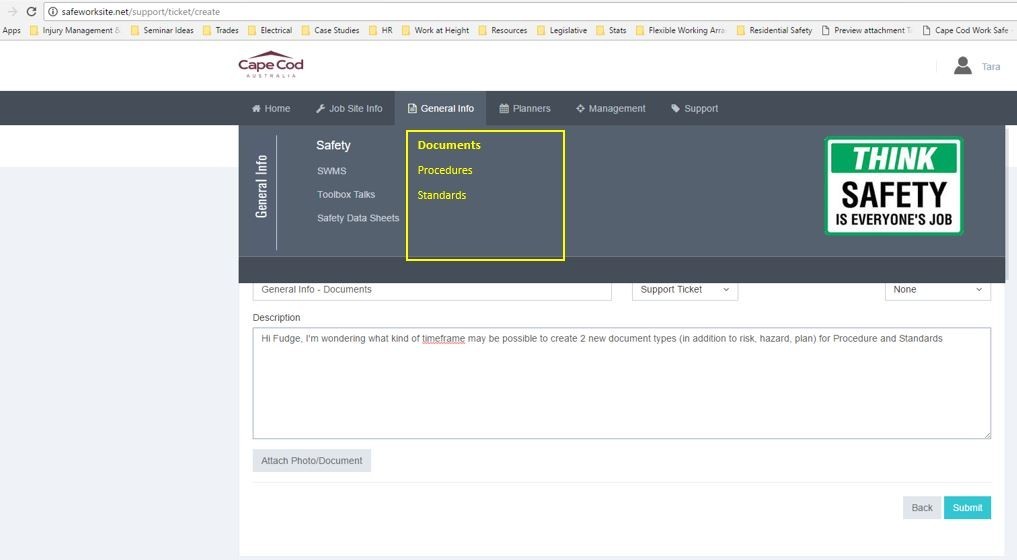 safeworksite.net/support/ticket/create
Apps Injury Management & Seminar Ideas Trades Electrical Case Studies HR Work at Height Resources Legislative Stats Flexible Working Arra Residential Safety Preview attachment Cape Cod Work Safe
Cape Cod
AUSTRALIA
Tara
Home Job Site Info General Info Planners Management Support
General Info
Safety
SWMS
Toolbox Talks
Safety Data Sheets
Documents
Procedures
Standards
THINK
SAFETY
IS EVERYONE'S JOB
General Info - Documents Support Ticket None
Description
Hi Fudge, I'm wondering what kind of timeframe may be possible to create 2 new document types (in addition to risk, hazard, plan) for Procedure and Standards
Attach Photo/Document
Back Submit